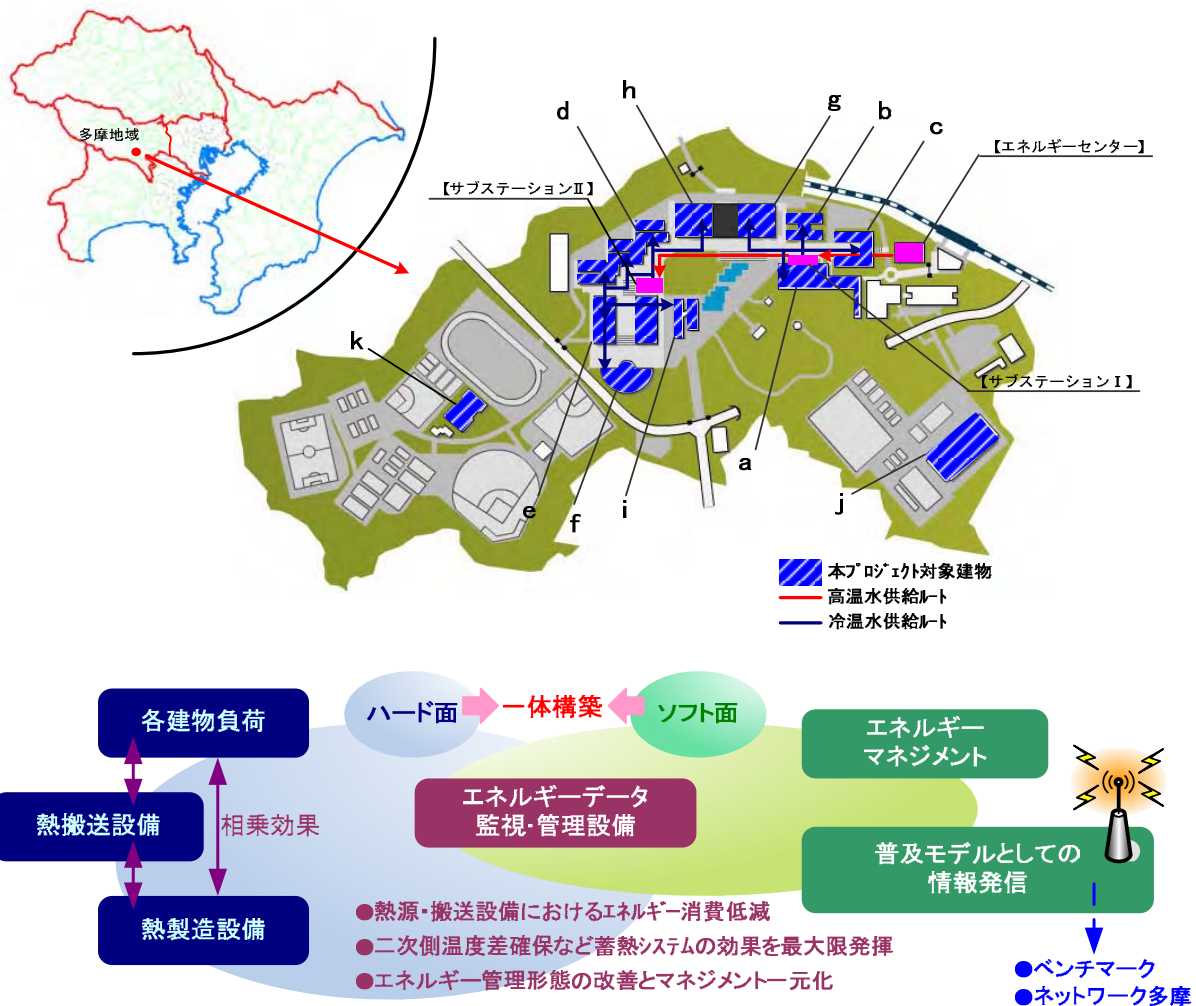 多摩地域
h
g
d
b
c
【エネルギーセンター】
【サブステーションⅡ】
k
【サブステーションⅠ】
a
e
f
i
j
本プロジェクト対象建物
高温水供給ルート
冷温水供給ルート
各建物負荷
ハード面
一体構築
ソフト面
エネルギー
マネジメント
熱搬送設備
相乗効果
エネルギーデータ
監視・管理設備
普及モデルとしての
情報発信
熱製造設備
●熱源・搬送設備におけるエネルギー消費低減
●二次側温度差確保など蓄熱システムの効果を最大限発揮
●エネルギー管理形態の改善とマネジメント一元化
●ベンチマーク
●ネットワーク多摩